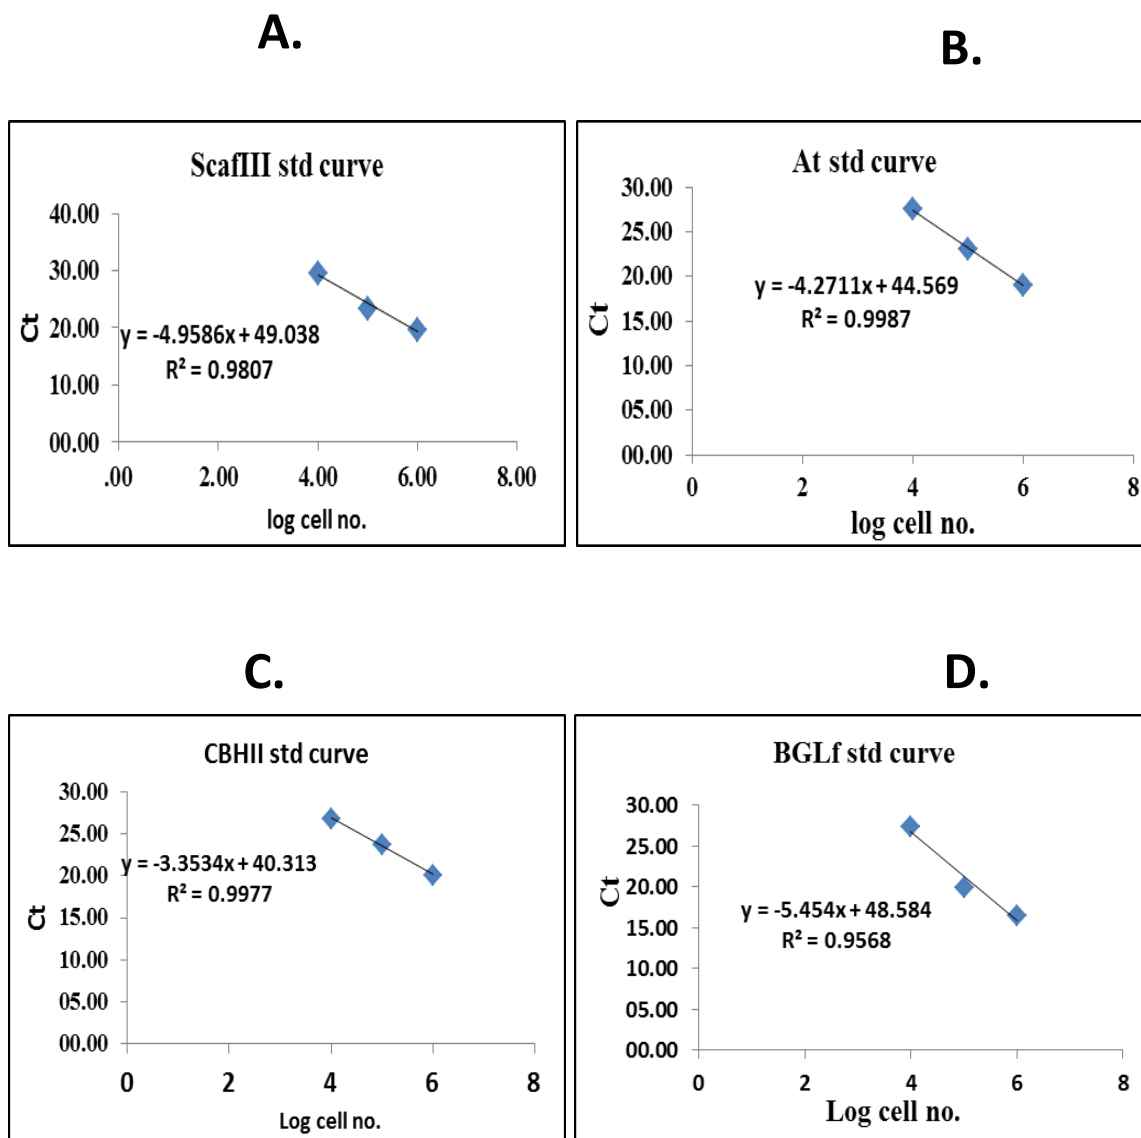 A.
B.
ScafIII std curve
40.00
30.00
20.00
10.00
00.00
Ct
y = -4.9586x + 49.038
R² = 0.9807
.00 2.00 4.00 6.00 8.00
log cell no.
At std curve
30.00
25.00
20.00
15.00
10.00
05.00
00.00
Ct
y = -4.2711x + 44.569
R² = 0.9987
0 2 4 6 8
log cell no.
C.
D.
CBHII std curve
30.00
25.00
20.00
15.00
10.00
05.00
00.00
Ct
y = -3.3534x + 40.313
R² = 0.9977
0 2 4 6 8
Log cell no.
BGLf std curve
30.00
25.00
20.00
15.00
10.00
05.00
00.00
Ct
y = -5.454x + 48.584
R² = 0.9568
0 2 4 6 8
Log cell no.